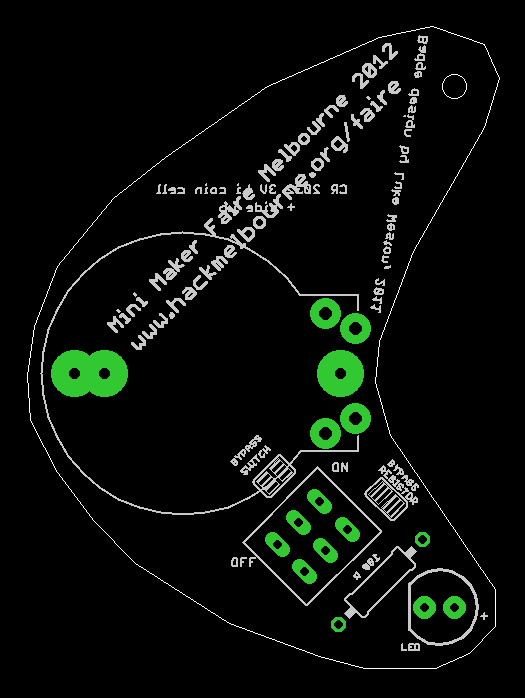 Mini Maker Faire Melbourne 2012
www.hackmelbourne.org/faire
Badge design by Luke Weston, 2011
CR 2032 3V Li coin cell
+ side
BYPASS
SWITCH
ON
OFF
BYPASS
RESISTOR
100 R
LED
+